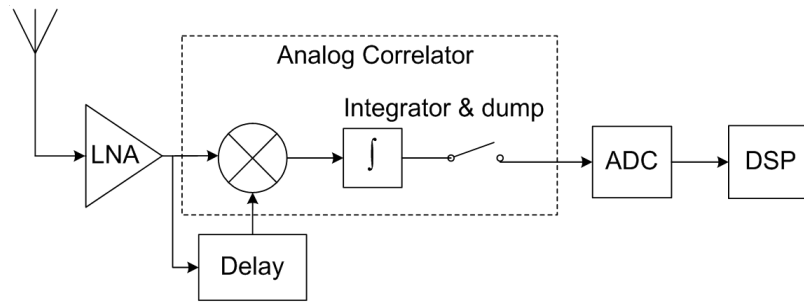 Analog Correlator
Integrator & dump
LNA
∫
ADC
DSP
Delay